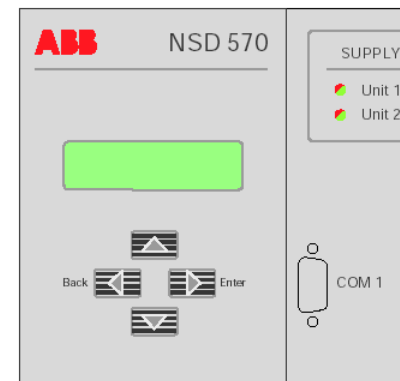 ABB NSD 570
SUPPLY
Unit 1
Unit 2
Back Enter
COM 1